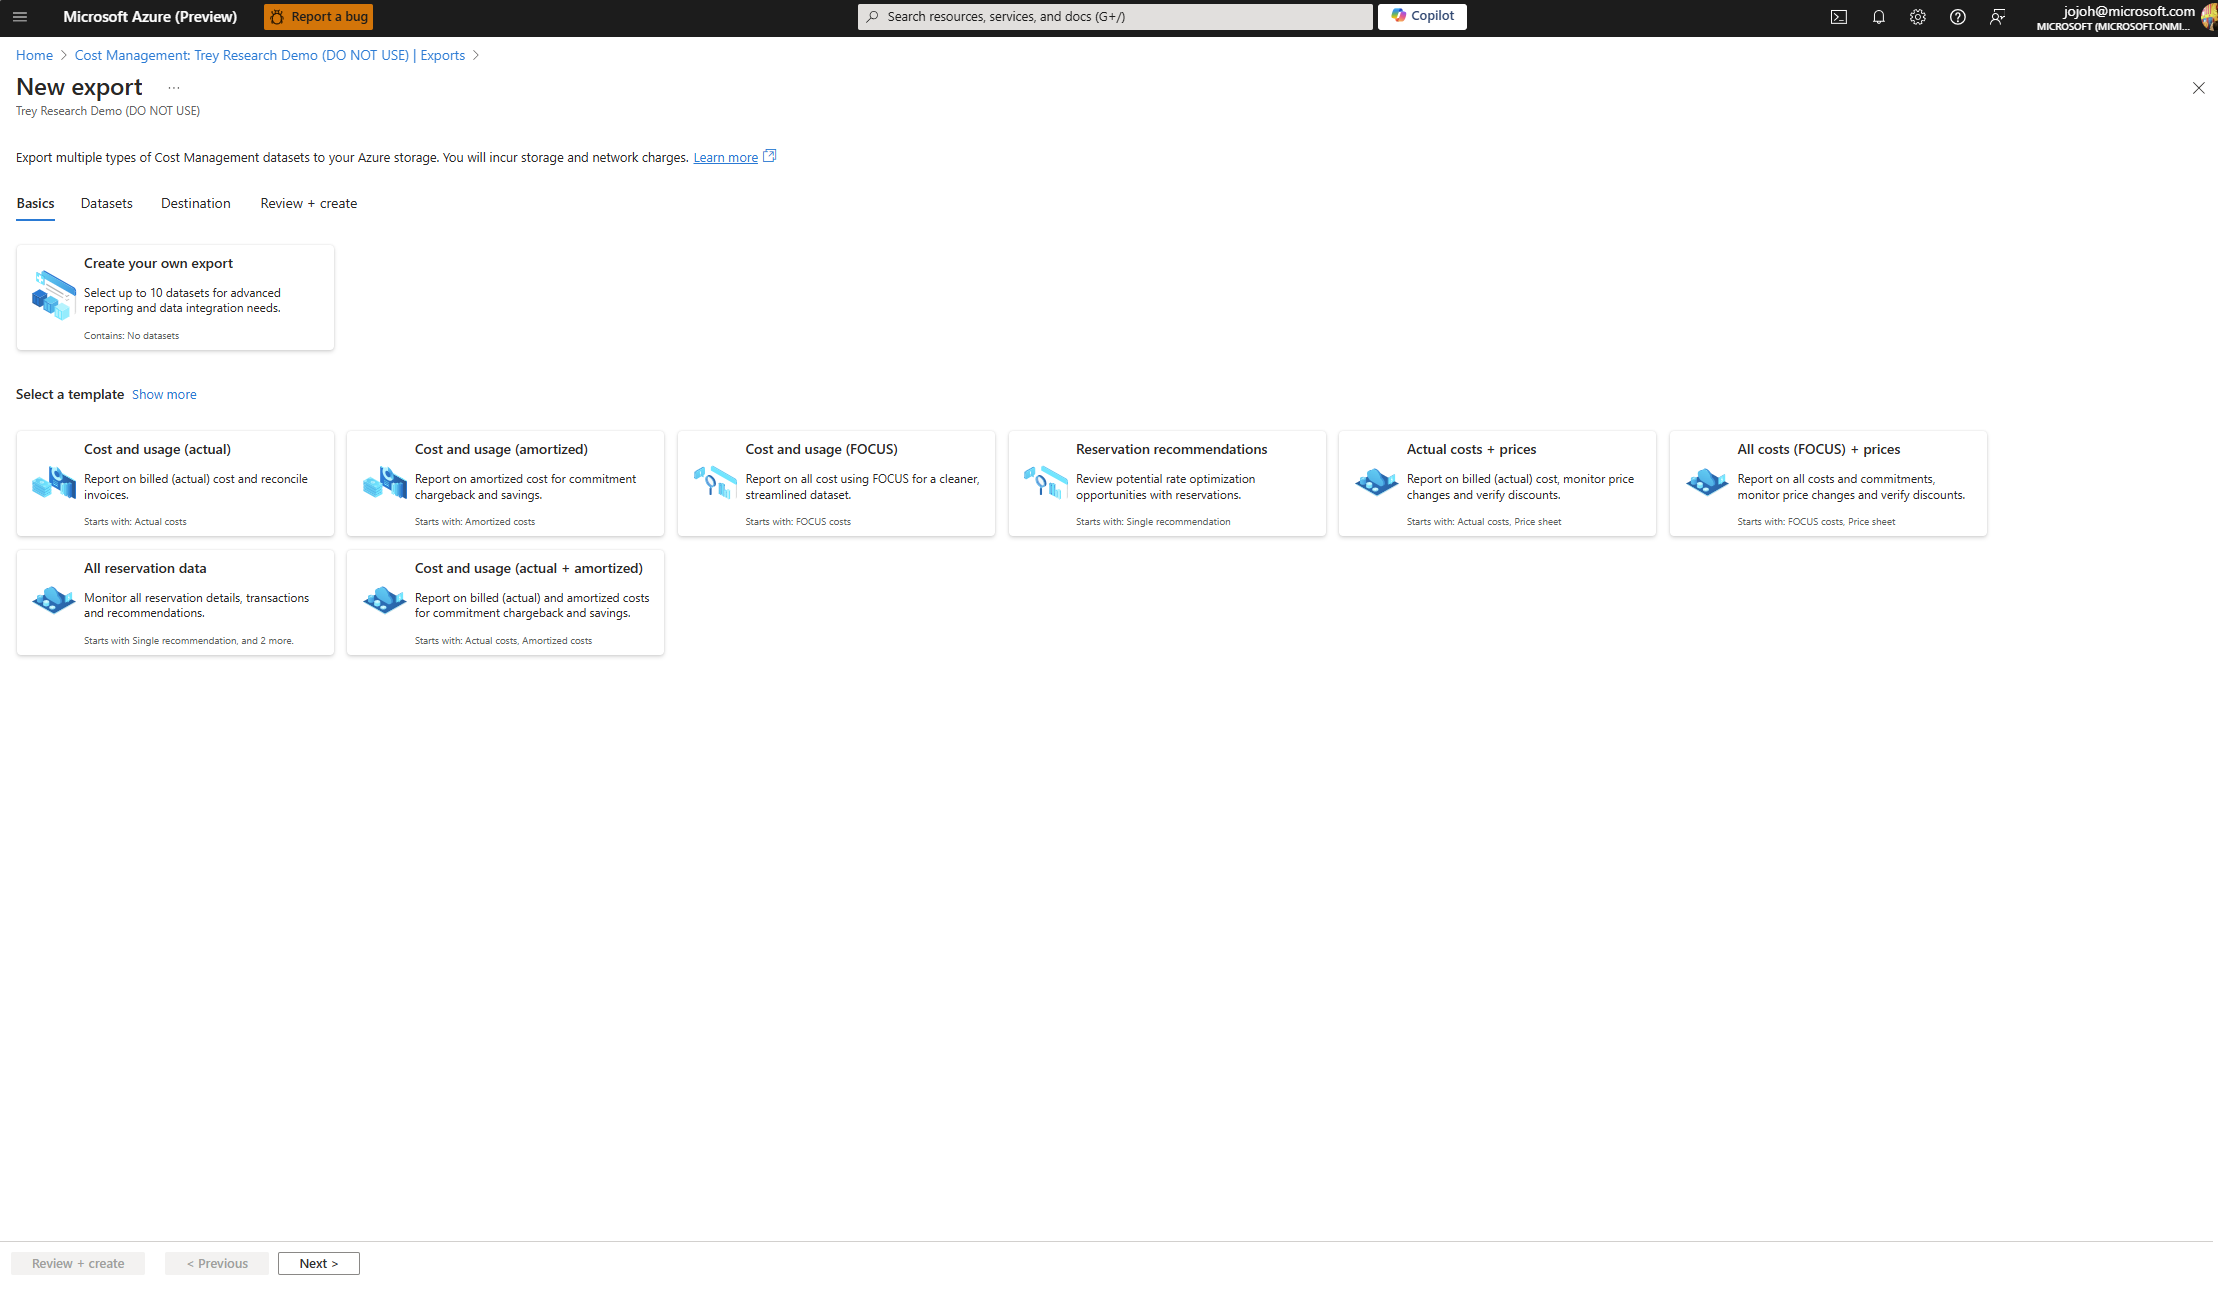 Microsoft Azure (Preview)
Report a bug
Search resources, services, and docs (G+/)
Copilot
jojoh@microsoft.com
MICROSOFT (MICROSOFT.ONMI...
Home > Cost Management: Trey Research Demo (DO NOT USE) | Exports >
New export ...
Trey Research Demo (DO NOT USE)
Export multiple types of Cost Management datasets to your Azure storage. You will incur storage and network charges. Learn more
Basics
Datasets
Destination
Review + create
Create your own export
Select up to 10 datasets for advanced
reporting and data integration needs.
Contains: No datasets
Select a template Show more
Cost and usage (actual)
Report on billed (actual) cost and reconcile
invoices.
Starts with: Actual costs
Cost and usage (amortized)
Report on amortized cost for commitment
chargeback and savings.
Starts with: Amortized costs
Cost and usage (FOCUS)
Report on all cost using FOCUS for a cleaner,
streamlined dataset.
Starts with: FOCUS costs
Reservation recommendations
Review potential rate optimization
opportunities with reservations.
Starts with: Single recommendation
Actual costs + prices
Report on billed (actual) cost, monitor price
changes and verify discounts.
Starts with: Actual costs, Price sheet
All costs (FOCUS) + prices
Report on all costs and commitments,
monitor price changes and verify discounts.
Starts with: FOCUS costs, Price sheet
All reservation data
Monitor all reservation details, transactions
and recommendations.
Starts with Single recommendation, and 2 more.
Cost and usage (actual + amortized)
Report on billed (actual) and amortized costs
for commitment chargeback and savings.
Starts with: Actual costs, Amortized costs
Review + create
< Previous
Next >